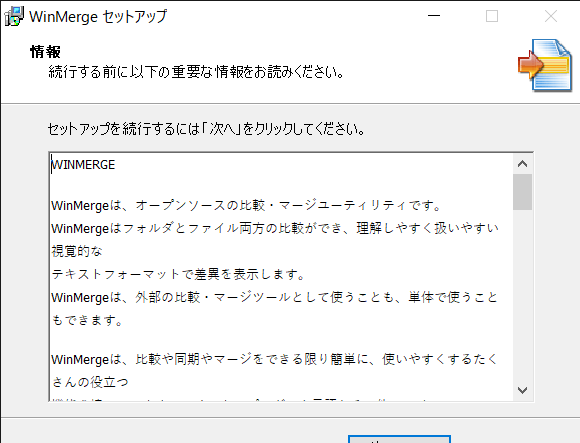 WinMerge セットアップ
情報
続行する前に以下の重要な情報をお読みください。
セットアップを続行するには「次へ」をクリックしてください。
WINMERGE
WinMergeは、オープンソースの比較・マージユーティリティです。
WinMergeはフォルダとファイル両方の比較ができ、理解しやすく扱いやすい
視覚的な
テキストフォーマットで差異を表示します。
WinMergeは、外部の比較・マージツールとして使うことも、単体で使うこと
もできます。
WinMergeは、比較や同期やマージをできる限り簡単に、使いやすくするたく
さんの役立つ